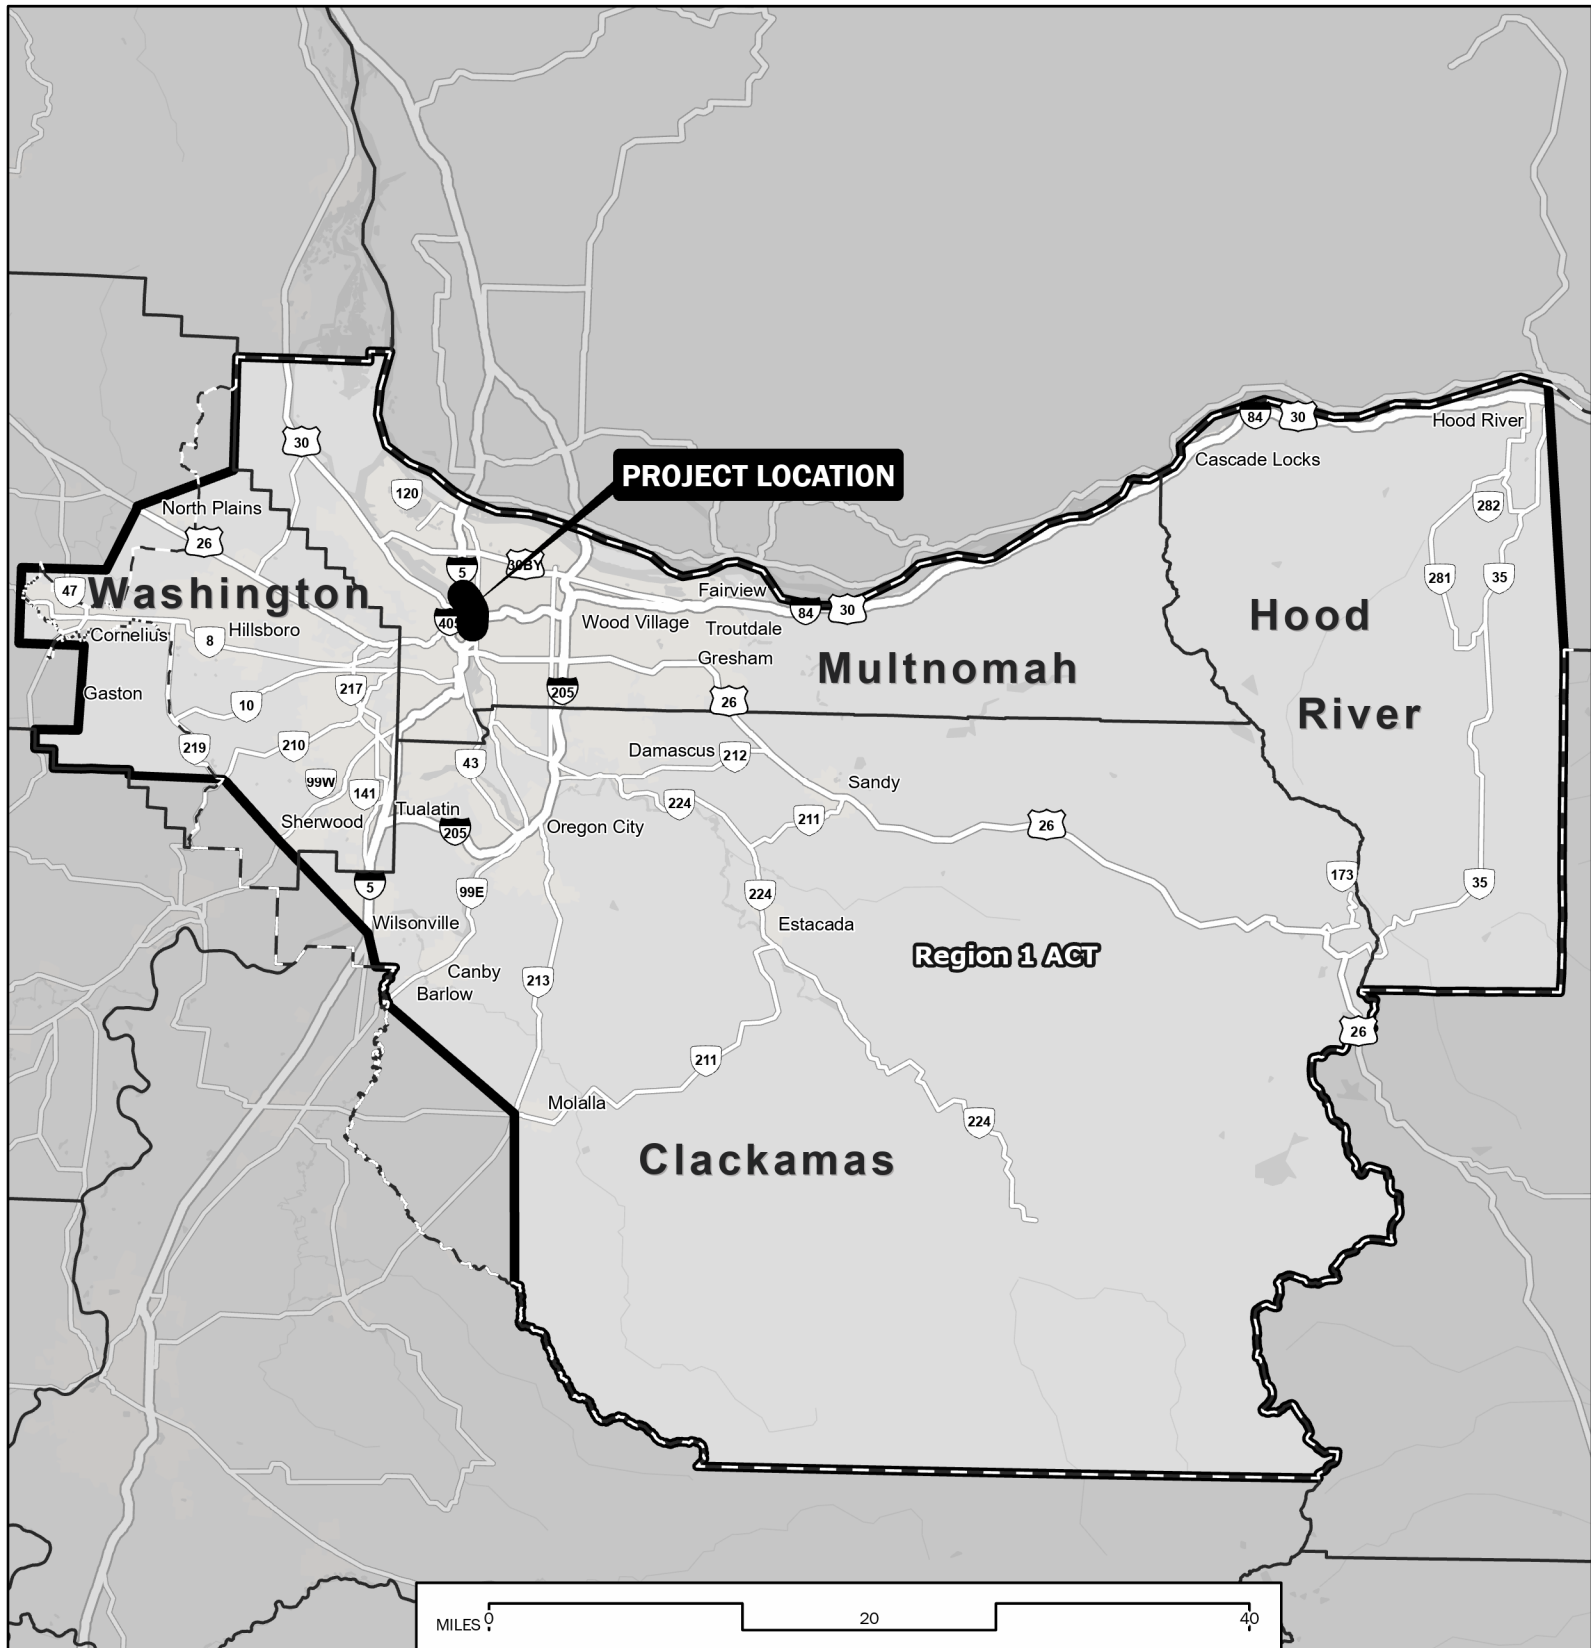 84
30
Hood River
30
Cascade Locks
PROJECT LOCATION
120
282
North Plains
26
30BY
5
281
35
47
Washington
Fairview
84
30
Hood
405
Wood Village
Troutdale
Cornelius
8
Hillsboro
Gresham
Multnomah
Gaston
217
205
26
10
River
219
210
43
Damascus
212
99W
141
Sandy
224
Tualatin
211
26
Sherwood
205
Oregon City
173
35
5
99E
224
Wilsonville
Estacada
Region 1 ACT
Canby
213
Barlow
26
211
Molalla
224
Clackamas
MILES 0
20
40